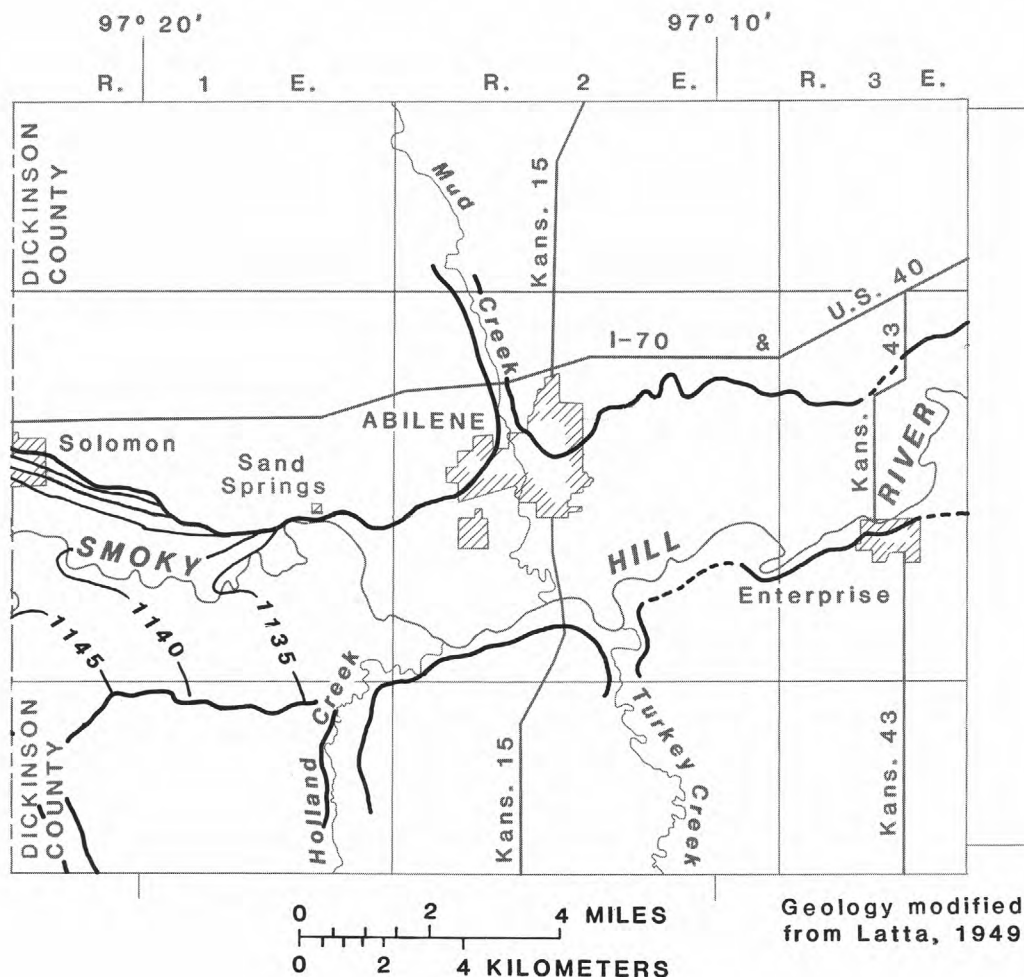 97° 20'
97° 10'
R. 1 E.
R. 2 E.
R. 3 E.
DICKINSON
COUNTY
Mud
Creek
Kans. 15
U.S. 40
I-70
&
43
Kans.
ABILENE
Solomon
Sand
Springs
RIVER
SMOKY
HILL
Enterprise
1145
1140
1135
Holland
Creek
Turkey
Creek
DICKINSON
COUNTY
Kans. 15
Kans. 43
0 2 4 MILES
0 2 4 KILOMETERS
Geology modified
from Latta, 1949